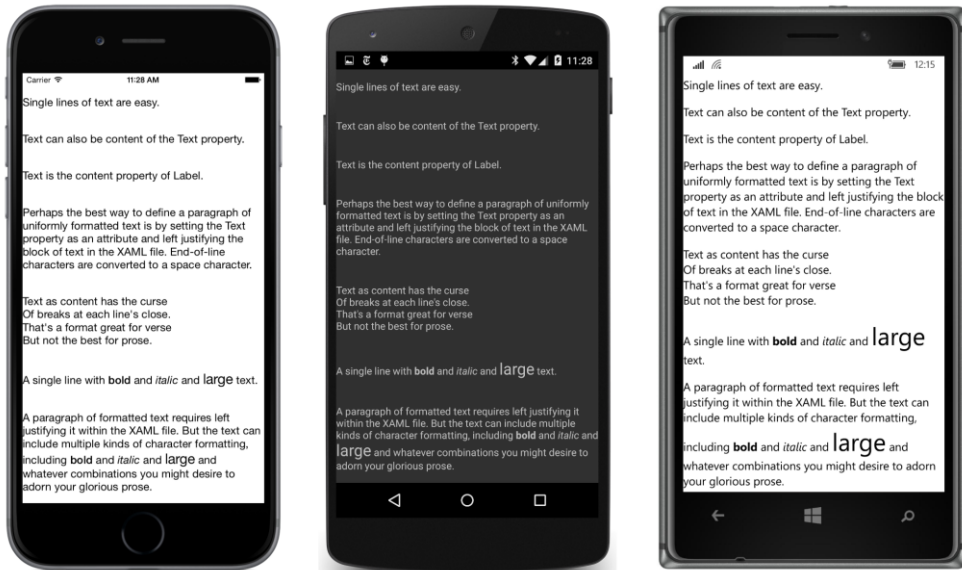 Carrier 11:28 AM
Single lines of text are easy.
Text can also be content of the Text property.
Text is the content property of Label.
Perhaps the best way to define a paragraph of
uniformly formatted text is by setting the Text
property as an attribute and left justifying the
block of text in the XAML file. End-of-line
characters are converted to a space character.
Text as content has the curse
Of breaks at each line's close.
That's a format great for verse
But not the best for prose.
A single line with bold and italic and large text.
A paragraph of formatted text requires left
justifying it within the XAML file. But the text can
include multiple kinds of character formatting,
including bold and italic and large and
whatever combinations you might desire to
adorn your glorious prose.
11:28
Single lines of text are easy.
Text can also be content of the Text property.
Text is the content property of Label.
Perhaps the best way to define a paragraph of uniformly
formatted text is by setting the Text property as an
attribute and left justifying the block of text in the XAML
file. End-of-line characters are converted to a space
character.
Text as content has the curse
Of breaks at each line's close.
That's a format great for verse
But not the best for prose.
A single line with bold and italic and large text.
A paragraph of formatted text requires left justifying it
within the XAML file. But the text can include multiple
kinds of character formatting, including bold and italic and
large and whatever combinations you might desire to
adorn your glorious prose.
12:15
Single lines of text are easy.
Text can also be content of the Text property.
Text is the content property of Label.
Perhaps the best way to define a paragraph of
uniformly formatted text is by setting the Text
property as an attribute and left justifying the block
of text in the XAML file. End-of-line characters are
converted to a space character.
Text as content has the curse
Of breaks at each line's close.
That's a format great for verse
But not the best for prose.
A single line with bold and italic and large
text.
A paragraph of formatted text requires left
justifying it within the XAML file. But the text can
include multiple kinds of character formatting,
including bold and italic and large and
whatever combinations you might desire to adorn
your glorious prose.